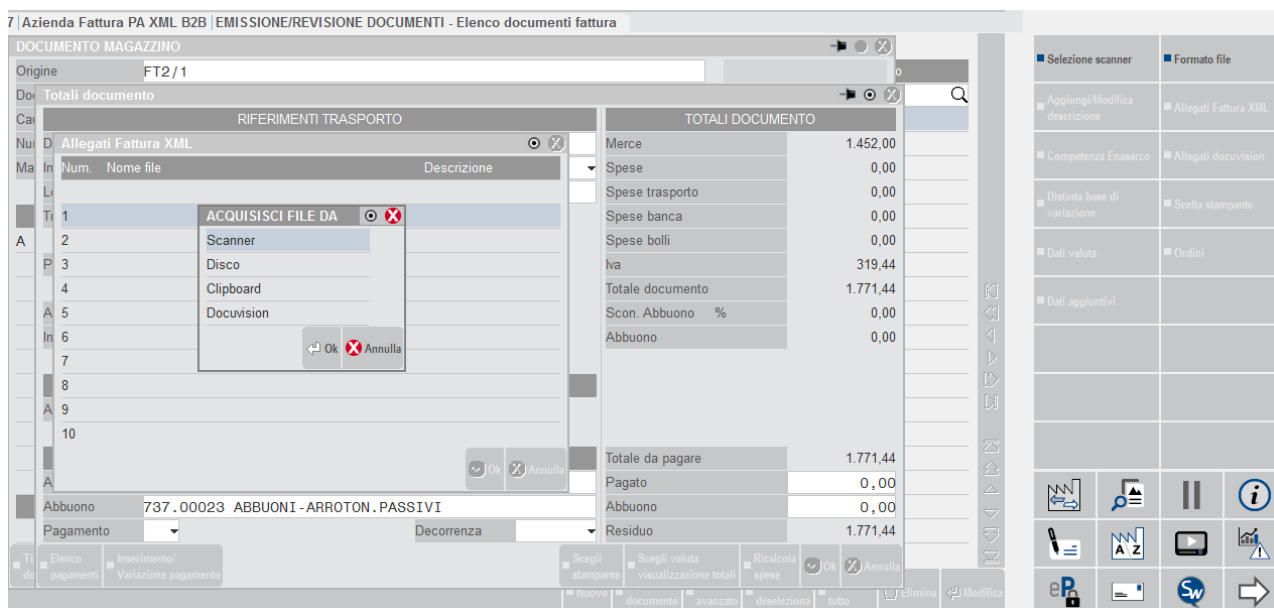 7 | Azienda Fattura PA XML B2B | EMISSIONE/REVISIONE DOCUMENTI - Elenco documenti fattura
DOCUMENTO MAGAZZINO
Origine FT2/1
Totali documento
RIFERIMENTI TRASPORTO TOTALI DOCUMENTO
Allegati Fattura XML
Num. Nome file Descrizione
1
2
3
4
5
6
7
8
9
10
Ok Annulla
ACQUISISCI FILE DA
Scanner
Disco
Clipboard
Docuvision
Ok Annulla
Merce 1.452,00
Spese 0,00
Spese trasporto 0,00
Spese banca 0,00
Spese bolli 0,00
Iva 319,44
Totale documento 1.771,44
Scon. Abbuono % 0,00
Abbuono 0,00
Totale da pagare 1.771,44
Pagato 0,00
Abbuono 737.00023 ABBUONI-ARROTON.PASSIVI Abbuono 0,00
Pagamento Decorrenza Residuo 1.771,44
Elenco pagamenti
Inserimento/ Variazione pagamento
Scegli stampante
Scegli valuta visualizzazione totali
Ricalcola spese
Ok Annulla
Nuovo documento avanzato deseleziona tutto Elimina Modifica
Selezione scanner Formato file
Aggiungi/Modifica descrizione Allegati Fattura XML
Competenza Enasarco Allegati docuvision
Distinta base di variazione Scelta stampante
Dati valuta Ordini
Dati aggiuntivi
A Z
eP
Sw